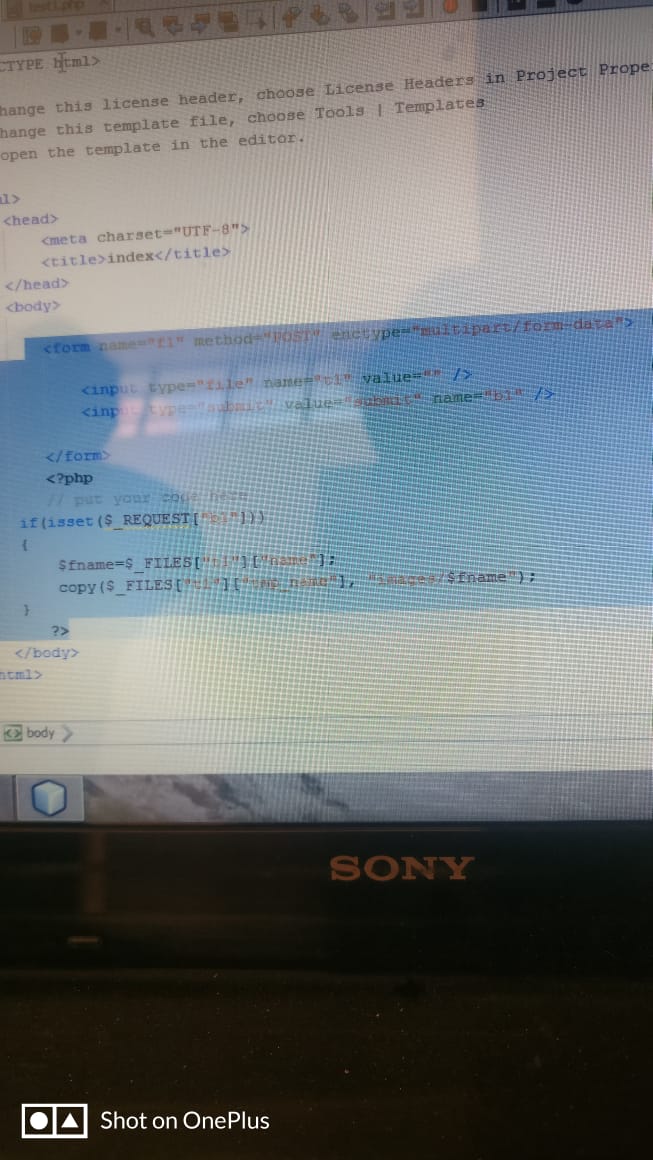 test1.php
CTYPE html>
hange this license header, choose License Headers in Project Prope
hange this template file, choose Tools | Templates
open the template in the editor.
ml>
<head>
<meta charset="UTF-8">
<title>index</title>
</head>
<body>
<form name="f1" method="POST" enctype="multipart/form-data">
<input type="file" name="t1" value="" />
<input type="submit" value="submit" name="b1" />
</form>
<?php
// put your code here
if(isset($_REQUEST["b1"]))
{
$fname=$_FILES["t1"]["name"];
copy($_FILES["t1"]["tmp_name"], "images/$fname");
}
?>
</body>
html>
body
SONY
Shot on OnePlus